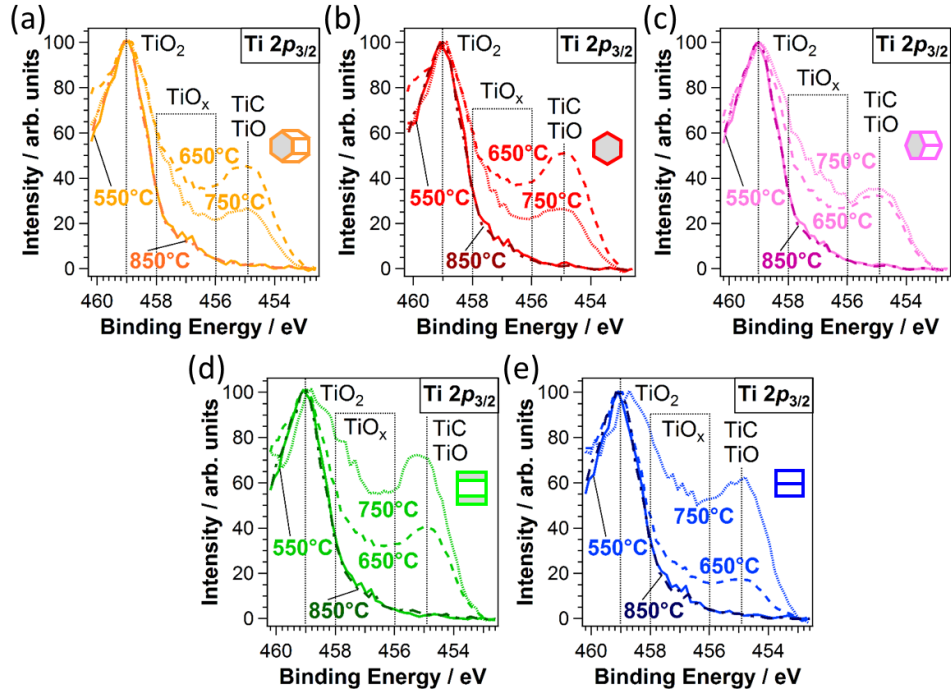 (a)
TiO2
Ti 2p3/2
TiOx
TiC
TiO
650°C
750°C
550°C
850°C
100
80
60
40
20
0
460
458
456
454
Intensity / arb. units
Binding Energy / eV
(b)
TiO2
Ti 2p3/2
TiOx
TiC
TiO
650°C
750°C
550°C
850°C
100
80
60
40
20
0
460
458
456
454
Intensity / arb. units
Binding Energy / eV
(c)
TiO2
Ti 2p3/2
TiOx
TiC
TiO
750°C
650°C
550°C
850°C
100
80
60
40
20
0
460
458
456
454
Intensity / arb. units
Binding Energy / eV
(d)
TiO2
Ti 2p3/2
TiOx
TiC
TiO
750°C
550°C
650°C
850°C
100
80
60
40
20
0
460
458
456
454
Intensity / arb. units
Binding Energy / eV
(e)
TiO2
Ti 2p3/2
TiOx
TiC
TiO
750°C
550°C
650°C
850°C
100
80
60
40
20
0
460
458
456
454
Intensity / arb. units
Binding Energy / eV